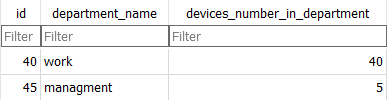 id department_name devices_number_in_department
Filter Filter Filter
40 work 40
45 managment 5